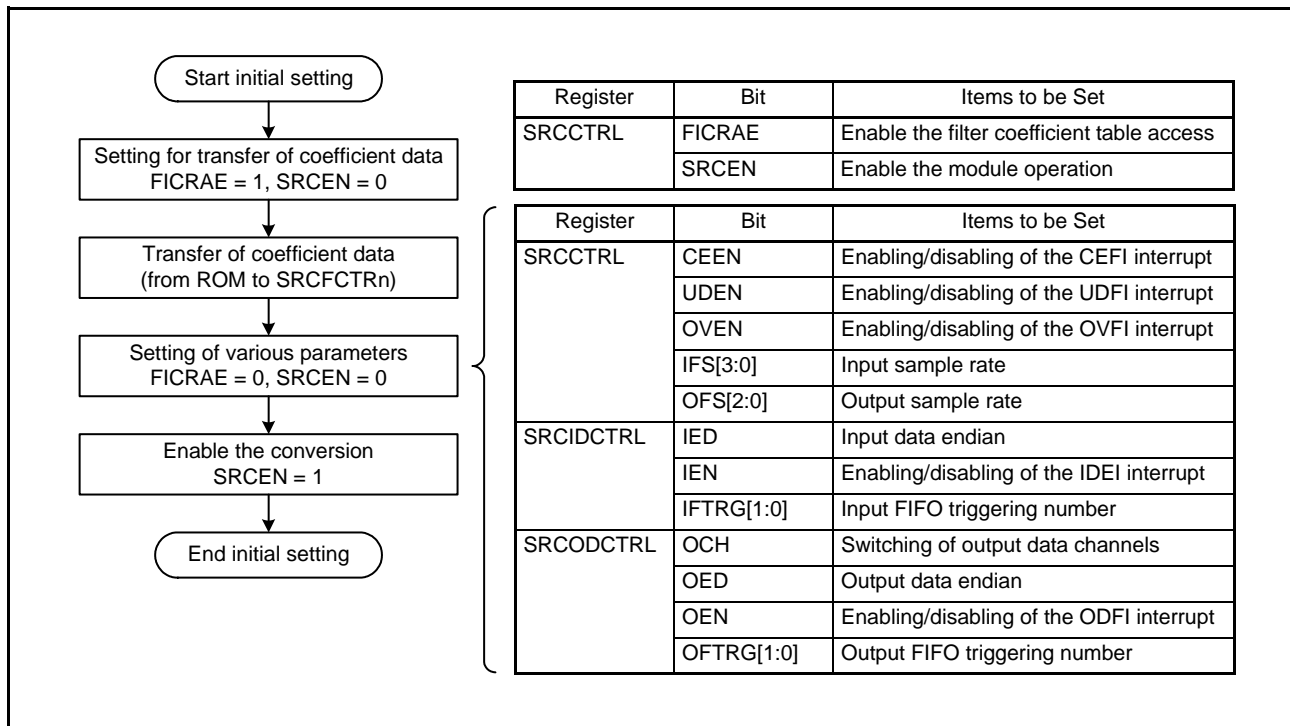 Start initial setting
Setting for transfer of coefficient data
FICRAE = 1, SRCEN = 0
Transfer of coefficient data
(from ROM to SRCFCTRn)
Setting of various parameters
FICRAE = 0, SRCEN = 0
Enable the conversion
SRCEN = 1
End initial setting
Register Bit Items to be Set
SRCCTRL FICRAE Enable the filter coefficient table access
SRCEN Enable the module operation
Register Bit Items to be Set
SRCCTRL CEEN Enabling/disabling of the CEFI interrupt
UDEN Enabling/disabling of the UDFI interrupt
OVEN Enabling/disabling of the OVFI interrupt
IFS[3:0] Input sample rate
OFS[2:0] Output sample rate
SRCIDCTRL IED Input data endian
IEN Enabling/disabling of the IDEI interrupt
IFTRG[1:0] Input FIFO triggering number
SRCODCTRL OCH Switching of output data channels
OED Output data endian
OEN Enabling/disabling of the ODFI interrupt
OFTRG[1:0] Output FIFO triggering number